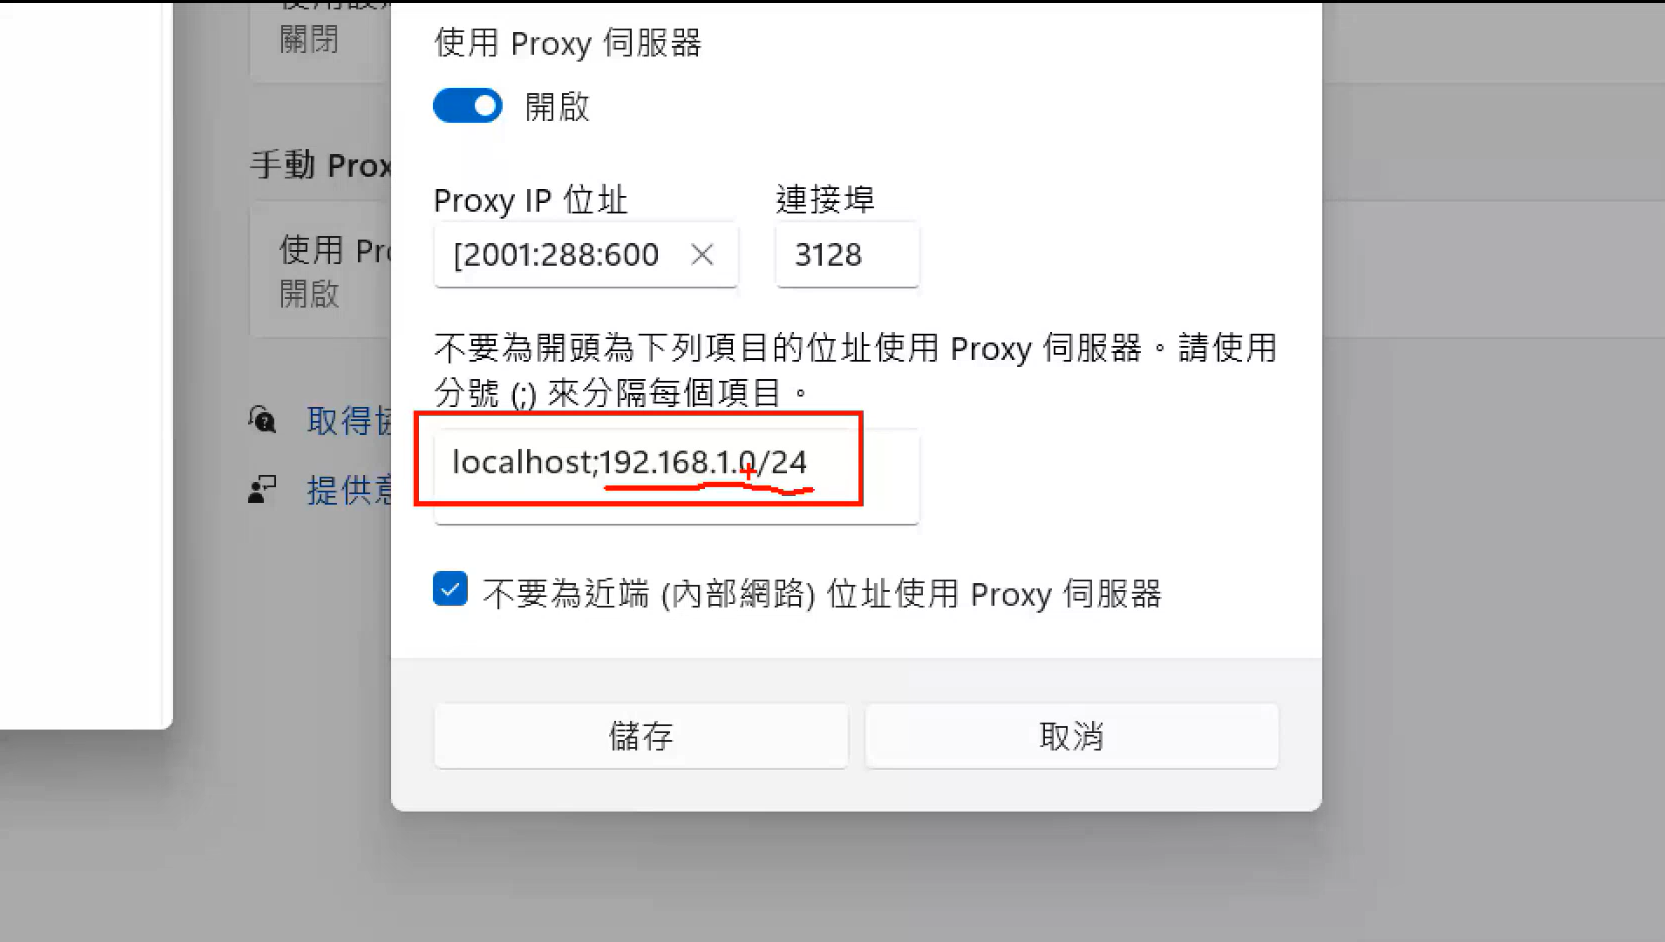 關閉
使用 Proxy 伺服器
開啟
手動 Prox
Proxy IP 位址
連接埠
使用 Pro
[2001:288:600
3128
開啟
不要為開頭為下列項目的位址使用 Proxy 伺服器。請使用
分號 (;) 來分隔每個項目。
取得協
localhost;192.168.1.0/24
提供意
不要為近端 (內部網路) 位址使用 Proxy 伺服器
儲存
取消